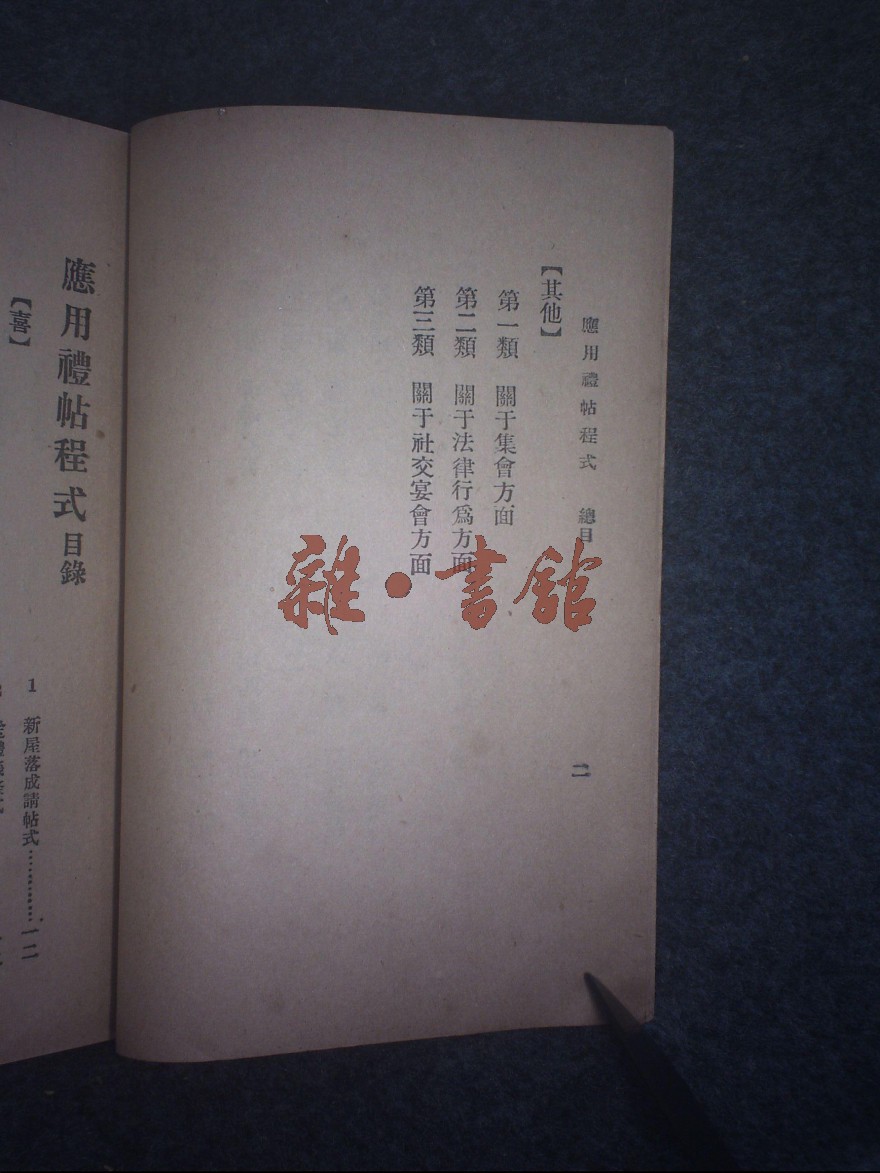 應用禮帖程式 總目
二
【其他】
第一類 關于集會方面
第二類 關于法律行爲方面
第三類 關于社交宴會方面
雜・書館
應用禮帖程式目錄
【喜】
1 新屋落成請帖式…………一二